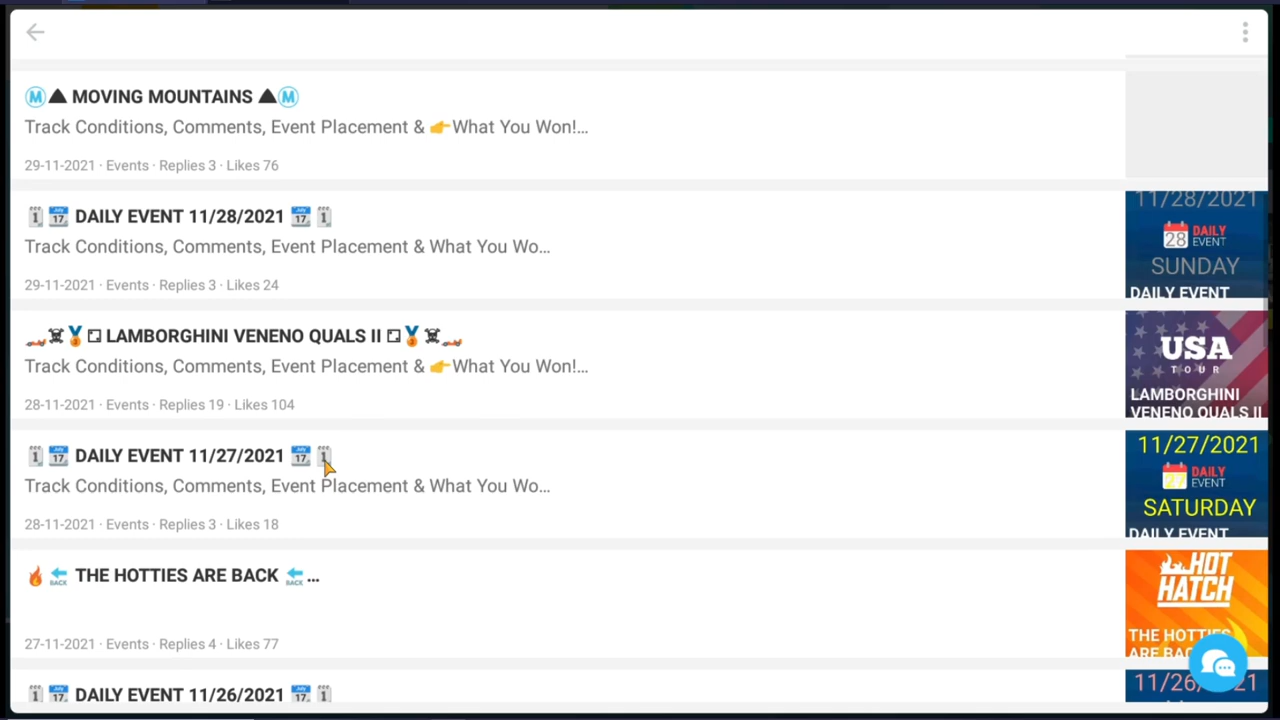 Ⓜ️▲ MOVING MOUNTAINS ▲Ⓜ️
Track Conditions, Comments, Event Placement & 👉What You Won!...
29-11-2021 · Events · Replies 3 · Likes 76
DAILY EVENT 11/28/2021
Track Conditions, Comments, Event Placement & What You Wo...
29-11-2021 · Events · Replies 3 · Likes 24
11/28/2021
28 DAILY
EVENT
SUNDAY
DAILY EVENT
LAMBORGHINI VENENO QUALS II
Track Conditions, Comments, Event Placement & 👉What You Won!...
28-11-2021 · Events · Replies 19 · Likes 104
USA
TOUR
LAMBORGHINI
VENENO QUALS II
DAILY EVENT 11/27/2021
Track Conditions, Comments, Event Placement & What You Wo...
28-11-2021 · Events · Replies 3 · Likes 18
11/27/2021
27 DAILY
EVENT
SATURDAY
DAILY EVENT
🔥 THE HOTTIES ARE BACK ...
27-11-2021 · Events · Replies 4 · Likes 77
HOT
HATCH
THE HOTTIES
DAILY EVENT 11/26/2021